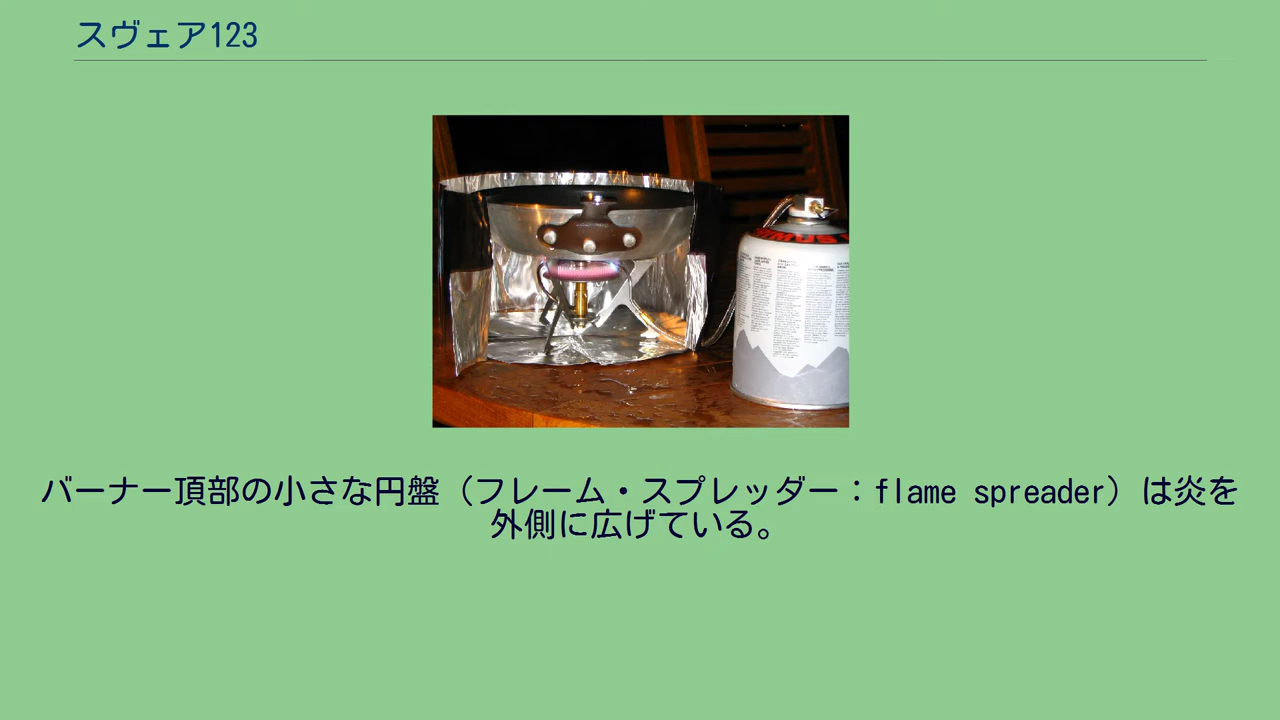 スヴェア123
バーナー頂部の小さな円盤（フレーム・スプレッダー：flame spreader）は炎を
外側に広げている。